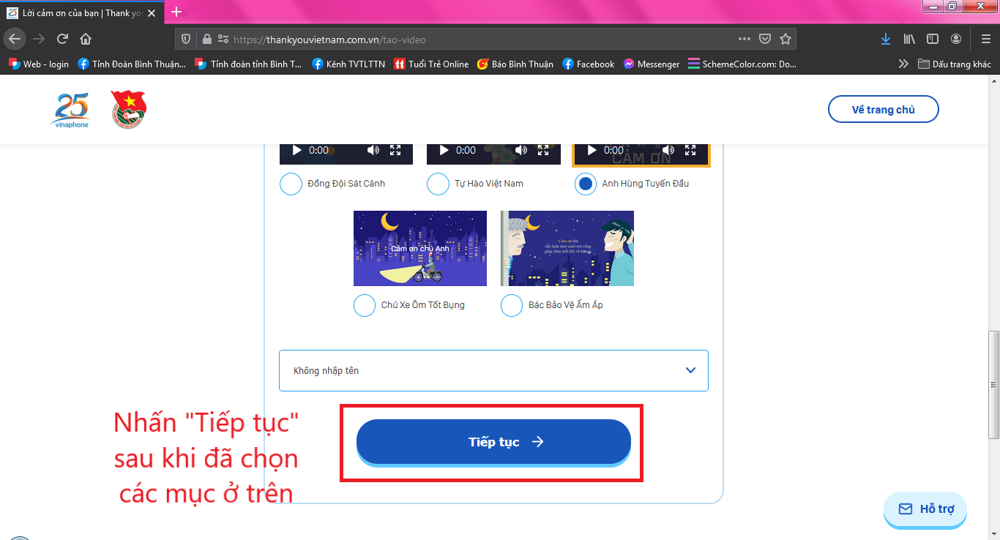 Lời cảm ơn của bạn | Thank yo
https://thankyouvietnam.com.vn/tao-video
Web - login
Tỉnh Đoàn Bình Thuận...
Tỉnh đoàn tỉnh Bình T...
Kênh TVTLTTN
Tuổi Trẻ Online
Báo Bình Thuận
Facebook
Messenger
SchemeColor.com: Do...
Dấu trang khác
25
vinaphone
Về trang chủ
0:00
0:00
0:00
CẢM ƠN
Đồng Đội Sát Cánh
Tự Hào Việt Nam
Anh Hùng Tuyến Đầu
Cảm ơn chú Anh
Cảm ơn bác
vẫn luôn tươi cười mở cổng
giúp cháu mỗi khi về khuya.
Chú Xe Ôm Tốt Bụng
Bác Bảo Vệ Ấm Áp
Không nhập tên
Nhấn "Tiếp tục"
sau khi đã chọn
các mục ở trên
Tiếp tục
Hỗ trợ